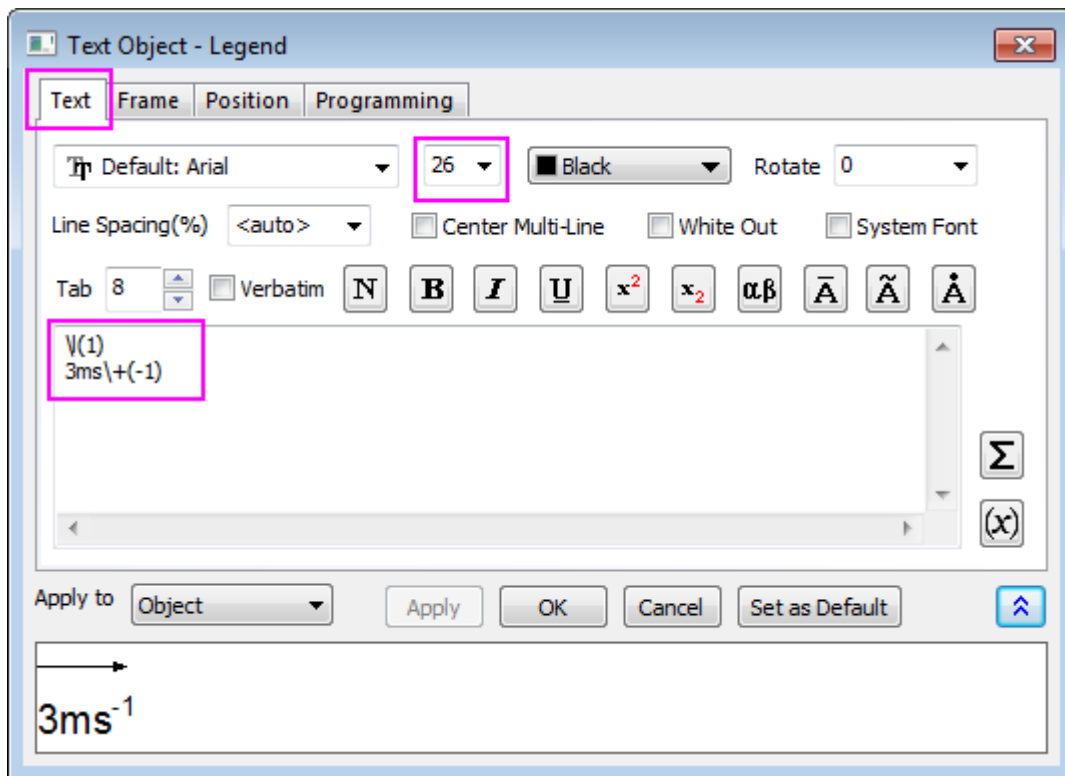 Text Object - Legend
Text Frame Position Programming
Default: Arial 26 Black Rotate 0
Line Spacing(%) <auto> Center Multi-Line White Out System Font
Tab 8 Verbatim N B I U x² x₂ αβ Ā Ã Å
\l(1)
3ms\+(-1)
Σ
(x)
Apply to Object Apply OK Cancel Set as Default
3ms⁻¹